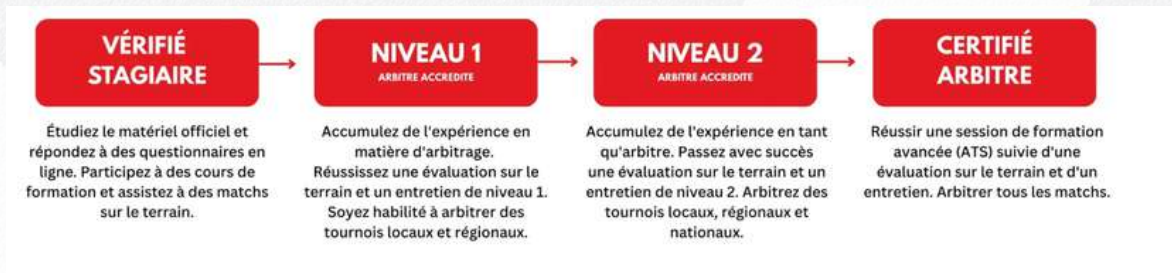 VÉRIFIÉ
STAGIAIRE
Étudiez le matériel officiel et
répondez à des questionnaires en
ligne. Participez à des cours de
formation et assistez à des matchs
sur le terrain.
NIVEAU 1
ARBITRE ACCREDITE
Accumulez de l'expérience en
matière d'arbitrage.
Réussissez une évaluation sur le
terrain et un entretien de niveau 1.
Soyez habilité à arbitrer des
tournois locaux et régionaux.
NIVEAU 2
ARBITRE ACCREDITE
Accumulez de l'expérience en tant
qu'arbitre. Passez avec succès
une évaluation sur le terrain et un
entretien de niveau 2. Arbitrez des
tournois locaux, régionaux et
nationaux.
CERTIFIÉ
ARBITRE
Réussir une session de formation
avancée (ATS) suivie d'une
évaluation sur le terrain et d'un
entretien. Arbitrer tous les matchs.